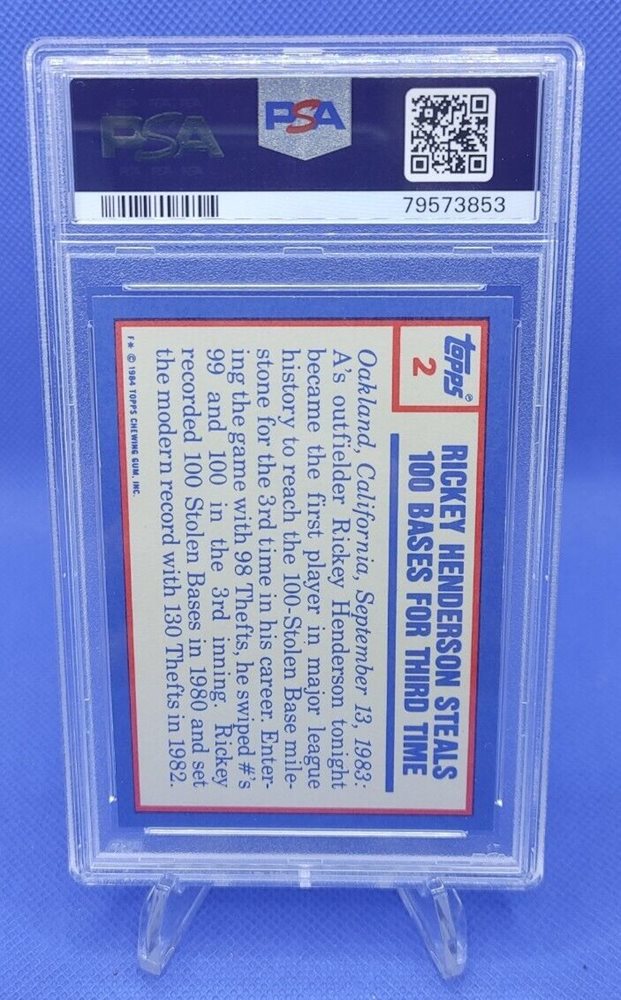 PSA
PSA
79573853
topps®
2
RICKEY HENDERSON STEALS
100 BASES FOR THIRD TIME
Oakland, California, September 13, 1983:
A's outfielder Rickey Henderson tonight
became the first player in major league
history to reach the 100-Stolen Base mile-
stone for the 3rd time in his career. Enter-
ing the game with 98 Thefts, he swiped #'s
99 and 100 in the 3rd inning. Rickey
recorded 100 Stolen Bases in 1980 and set
the modern record with 130 Thefts in 1982.
F* © 1984 TOPPS CHEWING GUM, INC.